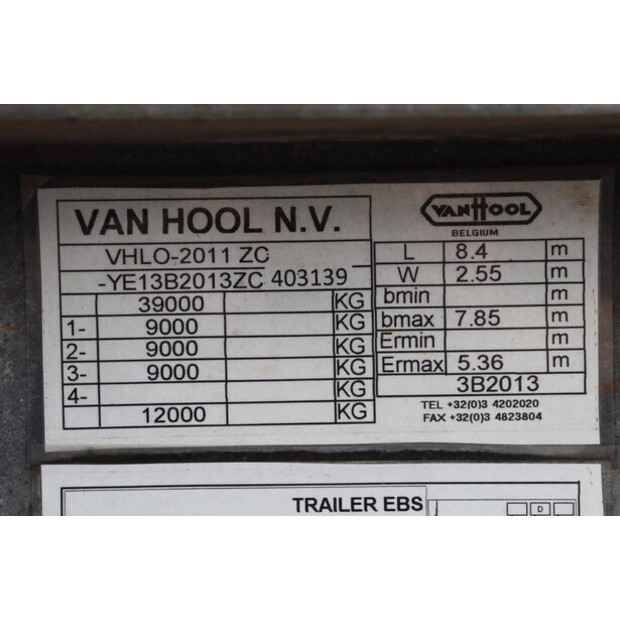 VAN HOOL N.V.
VHLO-2011 ZC
-YE13B2013ZC 403139
39000 KG
1- 9000 KG
2- 9000 KG
3- 9000 KG
4- KG
12000 KG
VANHOOL
BELGIUM
L 8.4 m
W 2.55 m
bmin m
bmax 7.85 m
Ermin m
Ermax 5.36 m
3B2013
TEL +32(0)3 4202020
FAX +32(0)3 4823804
TRAILER EBS
D